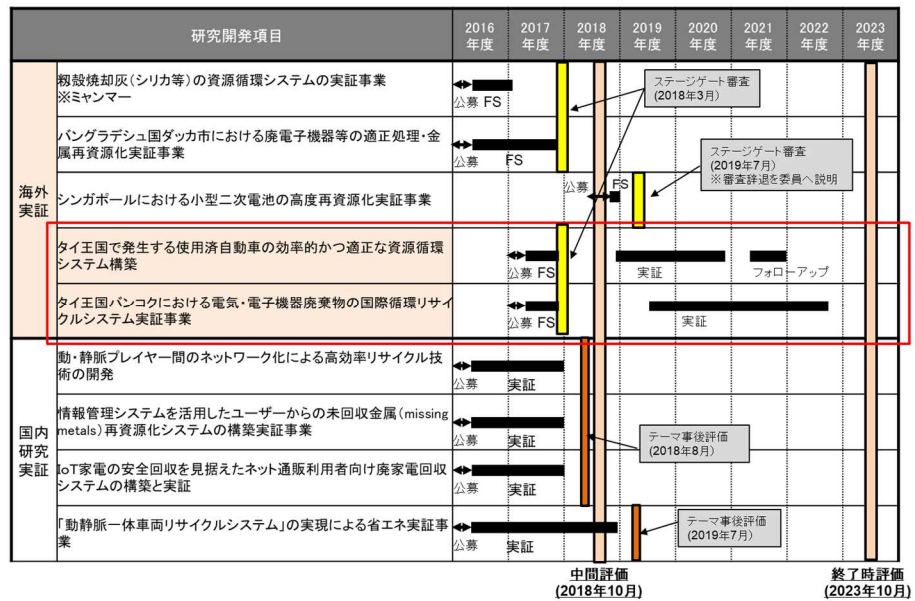 研究開発項目
2016
年度
2017
年度
2018
年度
2019
年度
2020
年度
2021
年度
2022
年度
2023
年度
海外
実証
籾殻焼却灰(シリカ等)の資源循環システムの実証事業
※ミャンマー
公募 FS
ステージゲート審査
(2018年3月)
バングラデシュ国ダッカ市における廃電子機器等の適正処理・金
属再資源化実証事業
公募 FS
ステージゲート審査
(2019年7月)
※審査辞退を委員へ説明
シンガポールにおける小型二次電池の高度再資源化実証事業
公募 FS
タイ王国で発生する使用済自動車の効率的かつ適正な資源循環
システム構築
公募 FS 実証 フォローアップ
タイ王国バンコクにおける電気・電子機器廃棄物の国際循環リサイ
クルシステム実証事業
公募 FS 実証
国内
研究
実証
動・静脈プレイヤー間のネットワーク化による高効率リサイクル技
術の開発
公募 実証
情報管理システムを活用したユーザーからの未回収金属(missing
metals)再資源化システムの構築実証事業
公募 実証
テーマ事後評価
(2018年8月)
IoT家電の安全回収を見据えたネット通販利用者向け廃家電回収
システムの構築と実証
公募 実証
「動静脈一体車両リサイクルシステム」の実現による省エネ実証事
業
公募 実証
テーマ事後評価
(2019年7月)
中間評価
(2018年10月)
終了時評価
(2023年10月)